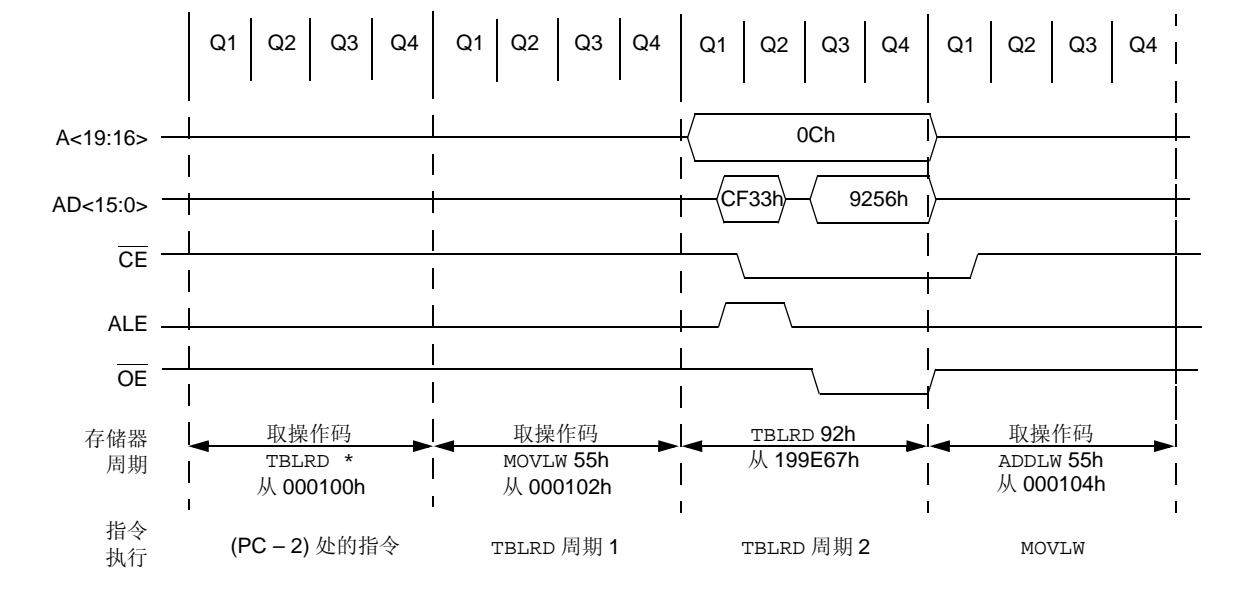 Q1 Q2 Q3 Q4 Q1 Q2 Q3 Q4 Q1 Q2 Q3 Q4 Q1 Q2 Q3 Q4
A<19:16>
0Ch
AD<15:0>
CF33h
9256h
CE
ALE
OE
存储器
周期
取操作码
TBLRD *
从 000100h
取操作码
MOVLW 55h
从 000102h
TBLRD 92h
从 199E67h
取操作码
ADDLW 55h
从 000104h
指令
执行
(PC – 2) 处的指令
TBLRD 周期 1
TBLRD 周期 2
MOVLW